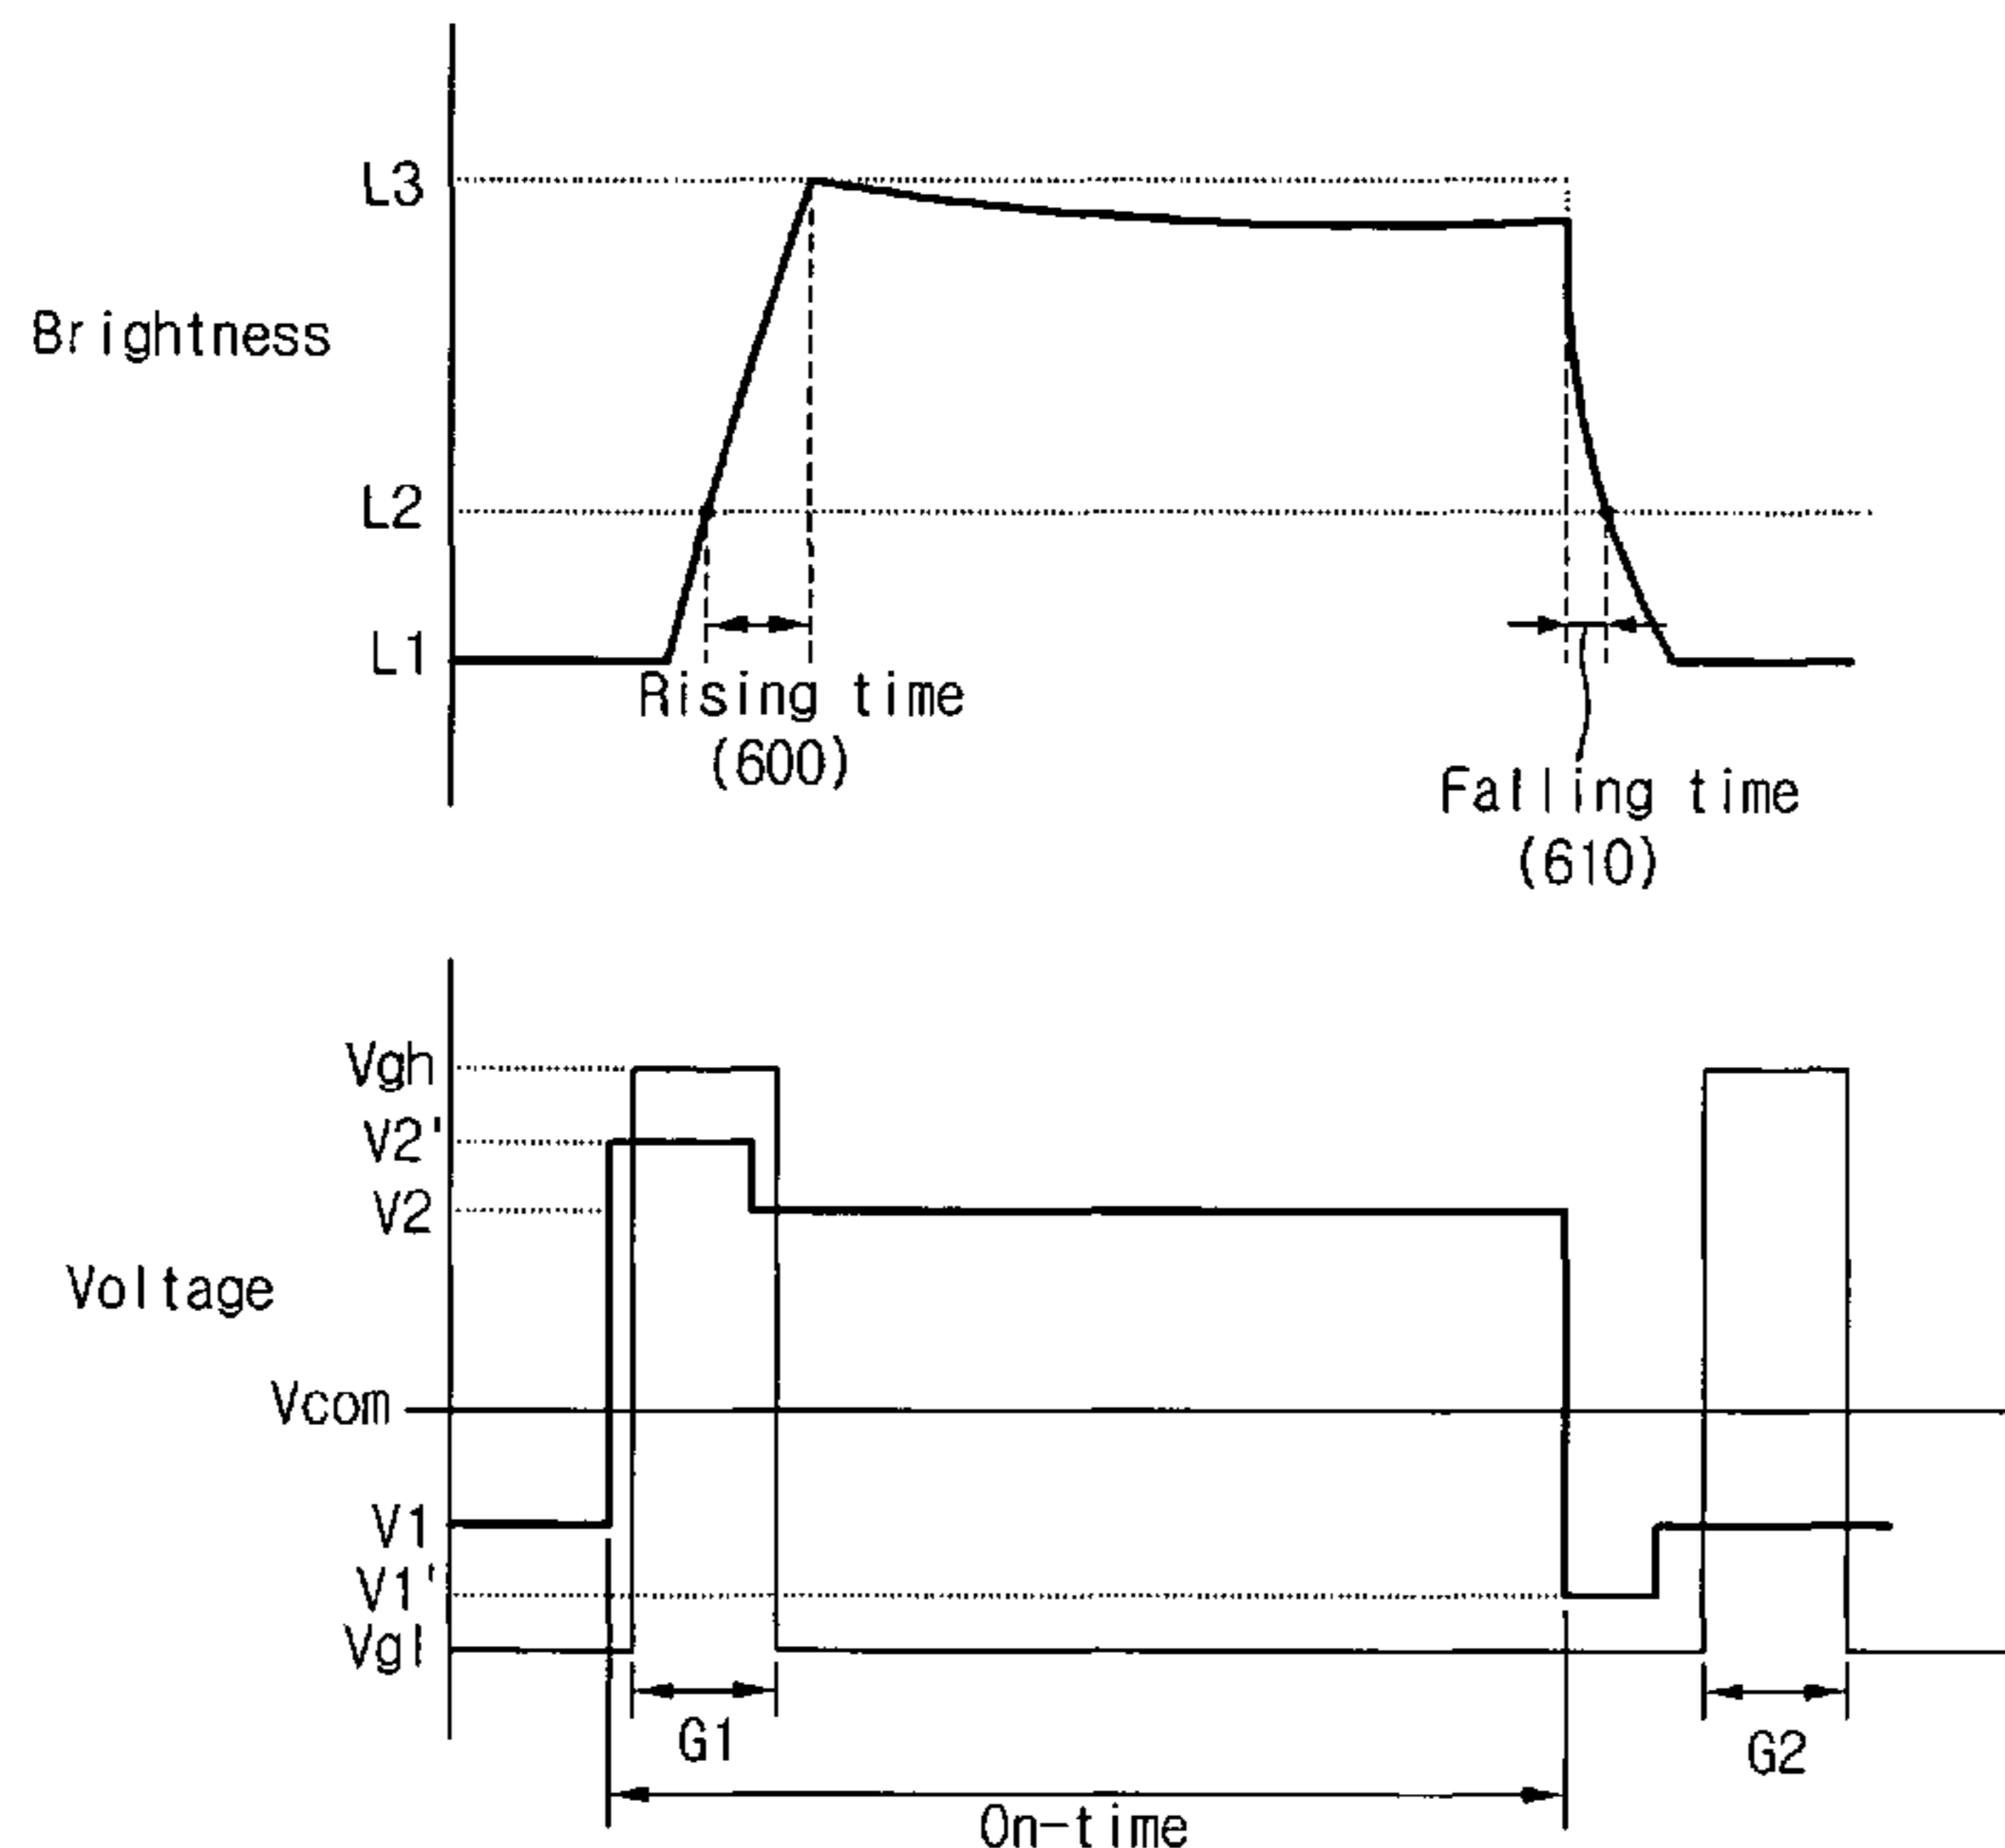 L3
Brightness
L2
L1
Rising time
(600)
Falling time
(610)
Vgh
V2'
V2
Voltage
Vcom
V1
V1'
Vgl
G1
G2
On-time